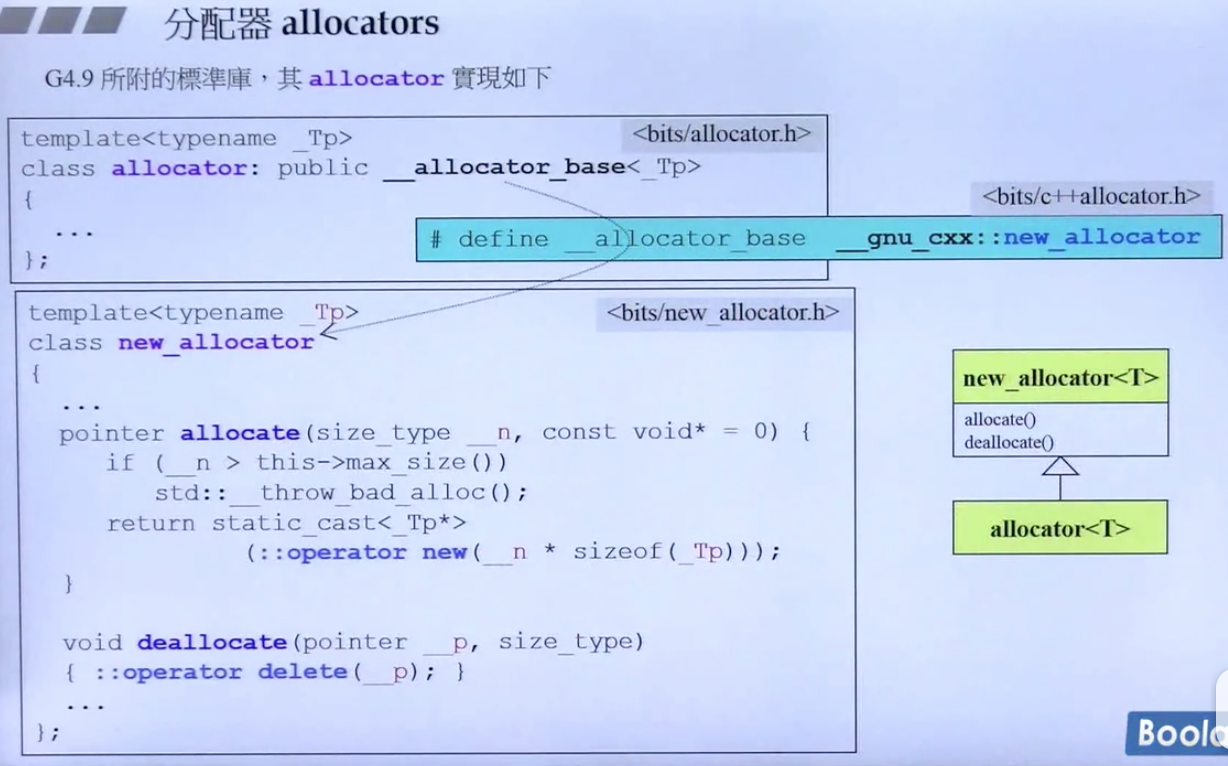 分配器 allocators
G4.9 所附的標準庫，其 allocator 實現如下
<bits/allocator.h>
template<typename _Tp>
class allocator: public __allocator_base<_Tp>
{
...
};
<bits/c++allocator.h>
# define __allocator_base __gnu_cxx::new_allocator
<bits/new_allocator.h>
template<typename _Tp>
class new_allocator
{
...
pointer allocate(size_type __n, const void* = 0) {
if (__n > this->max_size())
std::__throw_bad_alloc();
return static_cast<_Tp*>
(::operator new(__n * sizeof(_Tp)));
}
void deallocate(pointer __p, size_type)
{ ::operator delete(__p); }
...
};
new_allocator<T>
allocate()
deallocate()
allocator<T>